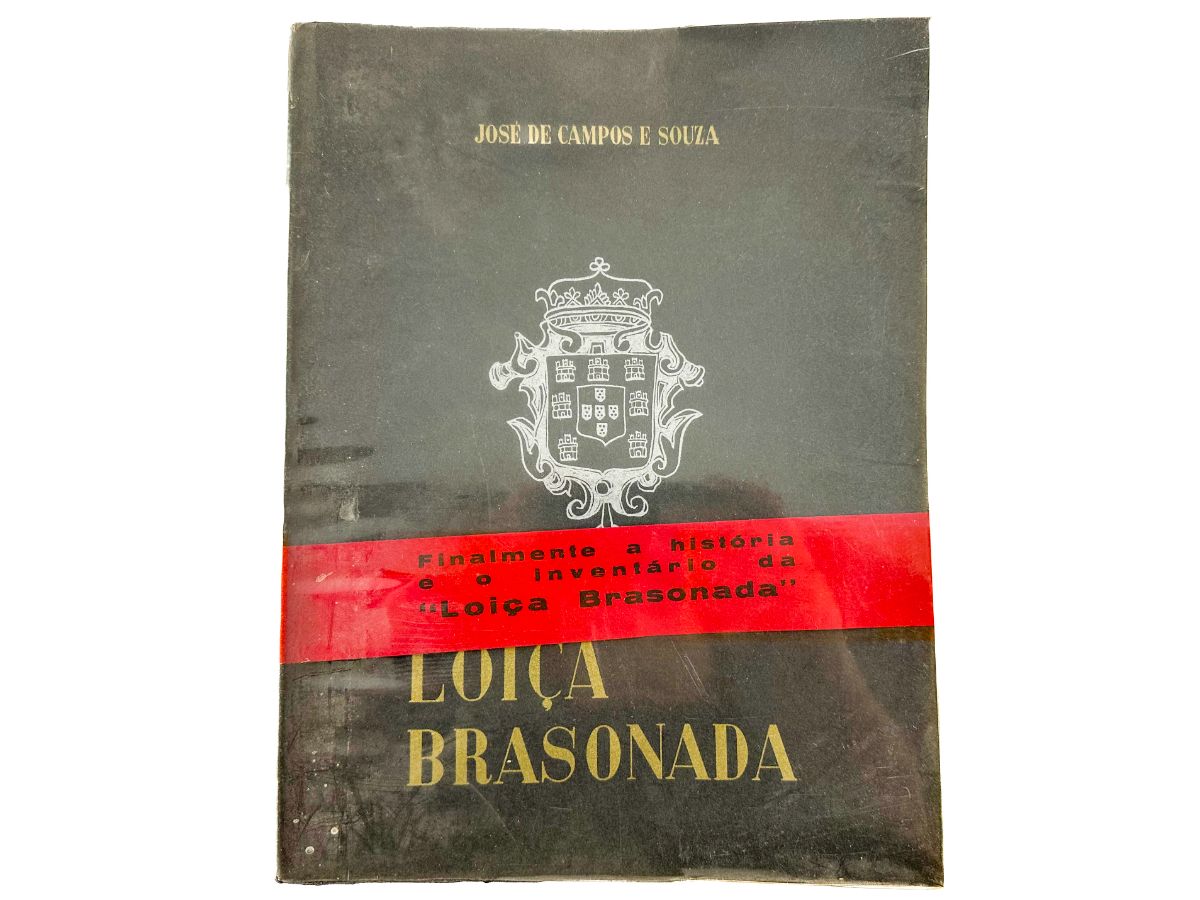 JOSÉ DE CAMPOS E SOUZA
Finalmente a história
e o inventário da
"Loiça Brasonada"
LOIÇA
BRASONADA